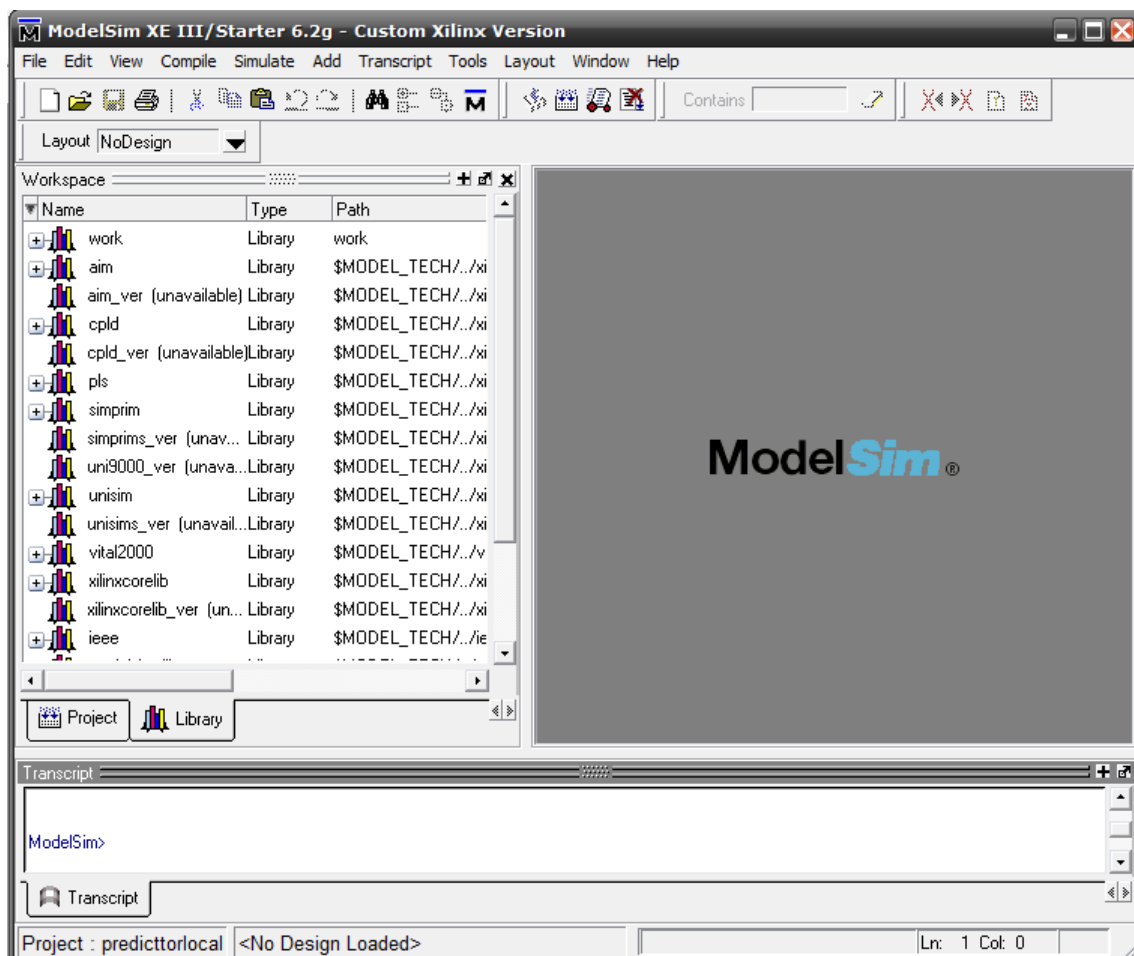 ModelSim XE III/Starter 6.2g - Custom Xilinx Version
File Edit View Compile Simulate Add Transcript Tools Layout Window Help
Contains
Layout NoDesign
Workspace
Name Type Path
work Library work
aim Library $MODEL_TECH/../xi
aim_ver (unavailable) Library $MODEL_TECH/../xi
cpld Library $MODEL_TECH/../xi
cpld_ver (unavailable)Library $MODEL_TECH/../xi
pls Library $MODEL_TECH/../xi
simprim Library $MODEL_TECH/../xi
simprims_ver (unav... Library $MODEL_TECH/../xi
uni9000_ver (unava...Library $MODEL_TECH/../xi
unisim Library $MODEL_TECH/../xi
unisims_ver (unavail...Library $MODEL_TECH/../xi
vital2000 Library $MODEL_TECH/../v
xilinxcorelib Library $MODEL_TECH/../xi
xilinxcorelib_ver (un... Library $MODEL_TECH/../xi
ieee Library $MODEL_TECH/../ie
Project Library
ModelSim®
Transcript
ModelSim>
Transcript
Project : predicttorlocal <No Design Loaded> Ln: 1 Col: 0